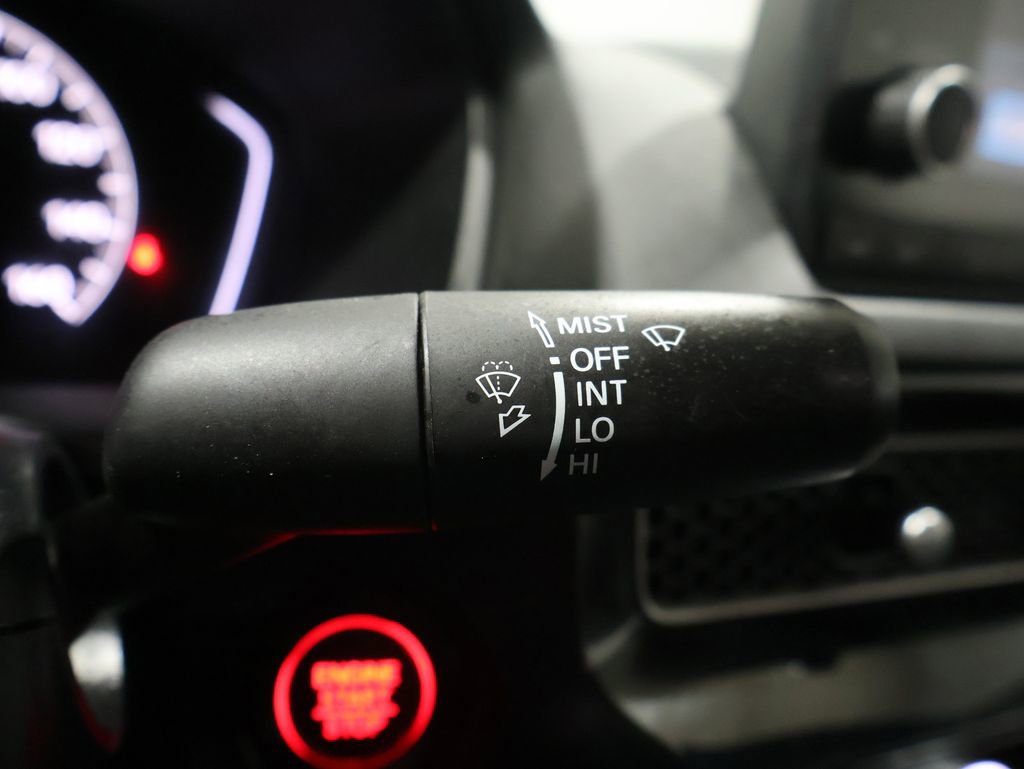 MIST
OFF
INT
LO
HI
ENGINE
START
STOP